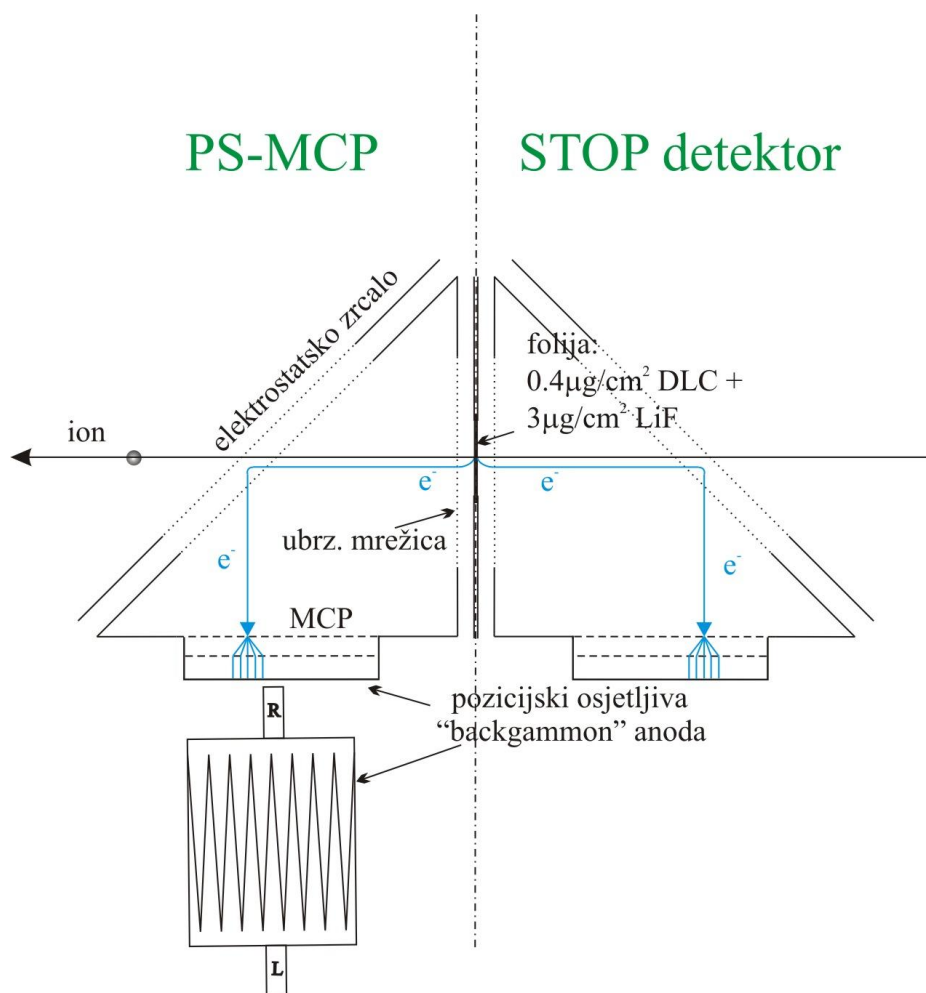 PS-MCP
STOP detektor
elektrostatsko zrcalo
folija:
0.4µg/cm² DLC +
3µg/cm² LiF
ion
e⁻
e⁻
ubrz. mrežica
e⁻
e⁻
MCP
pozicijski osjetljiva
“backgammon” anoda
R
L